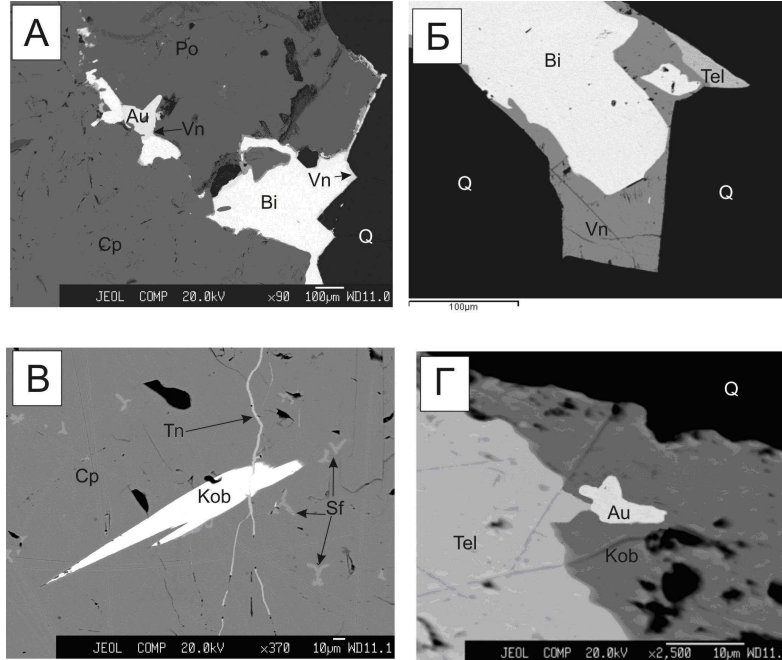 А
Po
Au
Vn
Vn
Bi
Cp
Q
JEOL COMP 20.0kV ×90 100µm WD11.0
Б
Bi
Tel
Q
Q
Vn
100µm
В
Tn
Cp
Kob
Sf
JEOL COMP 20.0kV ×370 10µm WD11.1
Г
Q
Au
Tel
Kob
JEOL COMP 20.0kV ×2,500 10µm WD11.1